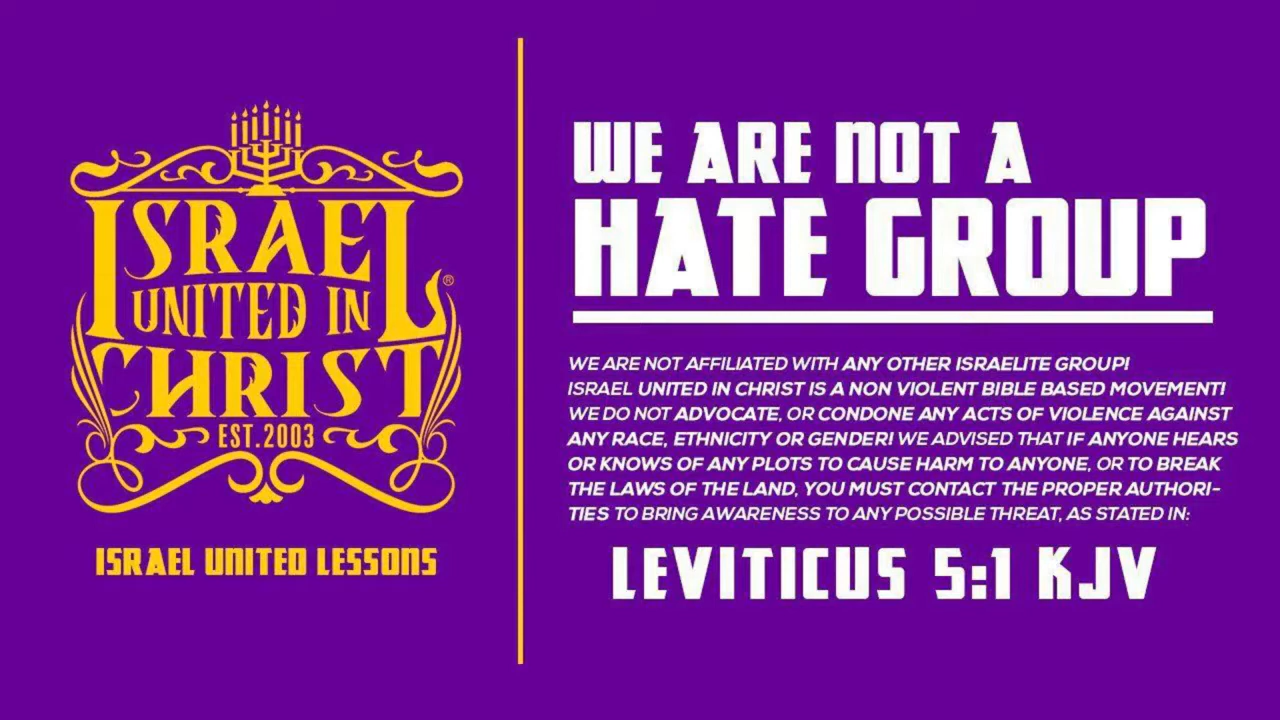 ISRAEL
UNITED IN
CHRIST
®
EST.2003
ISRAEL UNITED LESSONS
WE ARE NOT A
HATE GROUP
WE ARE NOT AFFILIATED WITH ANY OTHER ISRAELITE GROUP!
ISRAEL UNITED IN CHRIST IS A NON VIOLENT BIBLE BASED MOVEMENT!
WE DO NOT ADVOCATE, OR CONDONE ANY ACTS OF VIOLENCE AGAINST
ANY RACE, ETHNICITY OR GENDER! WE ADVISED THAT IF ANYONE HEARS
OR KNOWS OF ANY PLOTS TO CAUSE HARM TO ANYONE, OR TO BREAK
THE LAWS OF THE LAND, YOU MUST CONTACT THE PROPER AUTHORI-
TIES TO BRING AWARENESS TO ANY POSSIBLE THREAT, AS STATED IN:
LEVITICUS 5:1 KJV